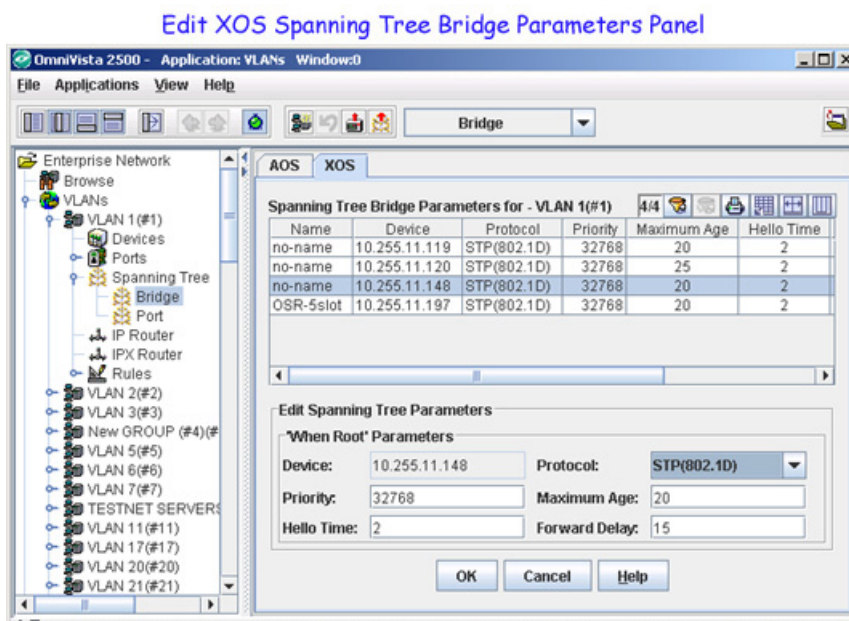 Edit XOS Spanning Tree Bridge Parameters Panel
OmniVista 2500 - Application: VLANs Window:0
File Applications View Help
Bridge
Enterprise Network
Browse
VLANs
VLAN 1(#1)
Devices
Ports
Spanning Tree
Bridge
Port
IP Router
IPX Router
Rules
VLAN 2(#2)
VLAN 3(#3)
New GROUP (#4)(#
VLAN 5(#5)
VLAN 6(#6)
VLAN 7(#7)
TESTNET SERVERS
VLAN 11(#11)
VLAN 17(#17)
VLAN 20(#20)
VLAN 21(#21)
AOS XOS
Spanning Tree Bridge Parameters for - VLAN 1(#1) 4/4
Name Device Protocol Priority Maximum Age Hello Time
no-name 10.255.11.119 STP(802.1D) 32768 20 2
no-name 10.255.11.120 STP(802.1D) 32768 25 2
no-name 10.255.11.148 STP(802.1D) 32768 20 2
OSR-5slot 10.255.11.197 STP(802.1D) 32768 20 2
Edit Spanning Tree Parameters
'When Root' Parameters
Device: 10.255.11.148 Protocol: STP(802.1D)
Priority: 32768 Maximum Age: 20
Hello Time: 2 Forward Delay: 15
OK Cancel Help